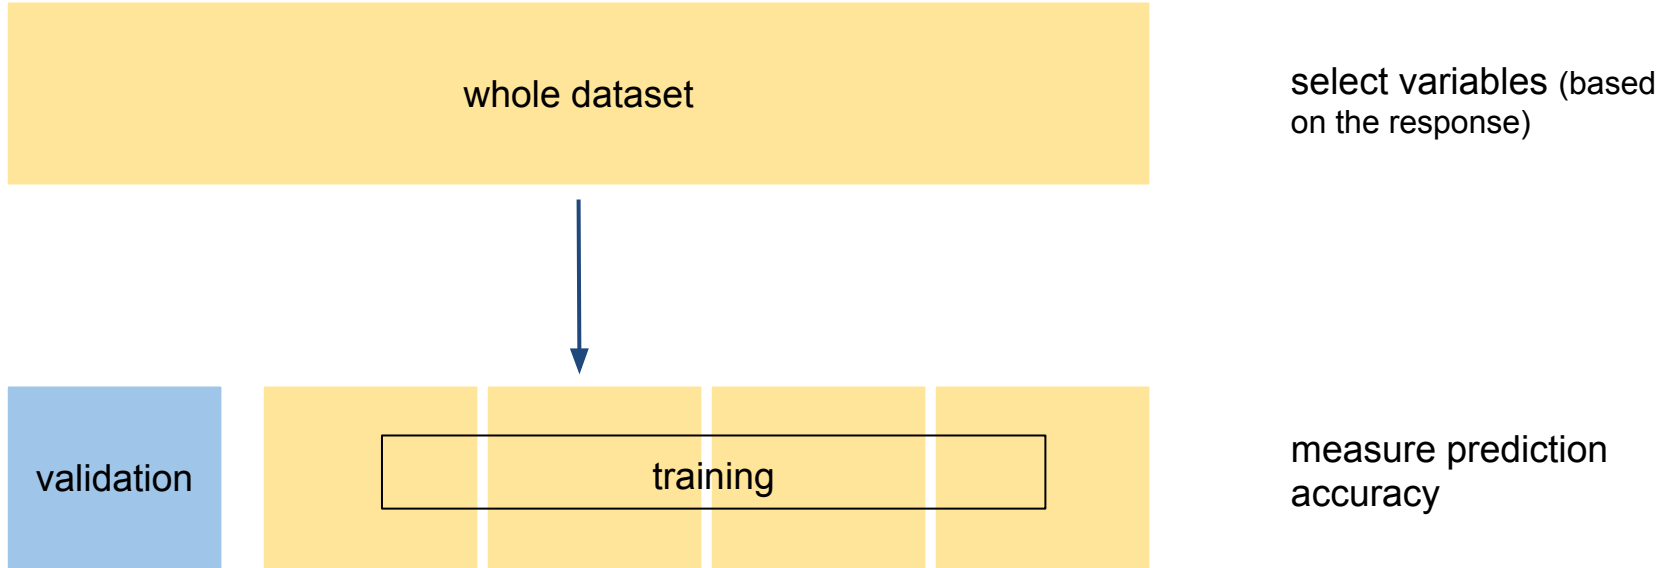 whole dataset
select variables (based
on the response)
validation
training
measure prediction
accuracy